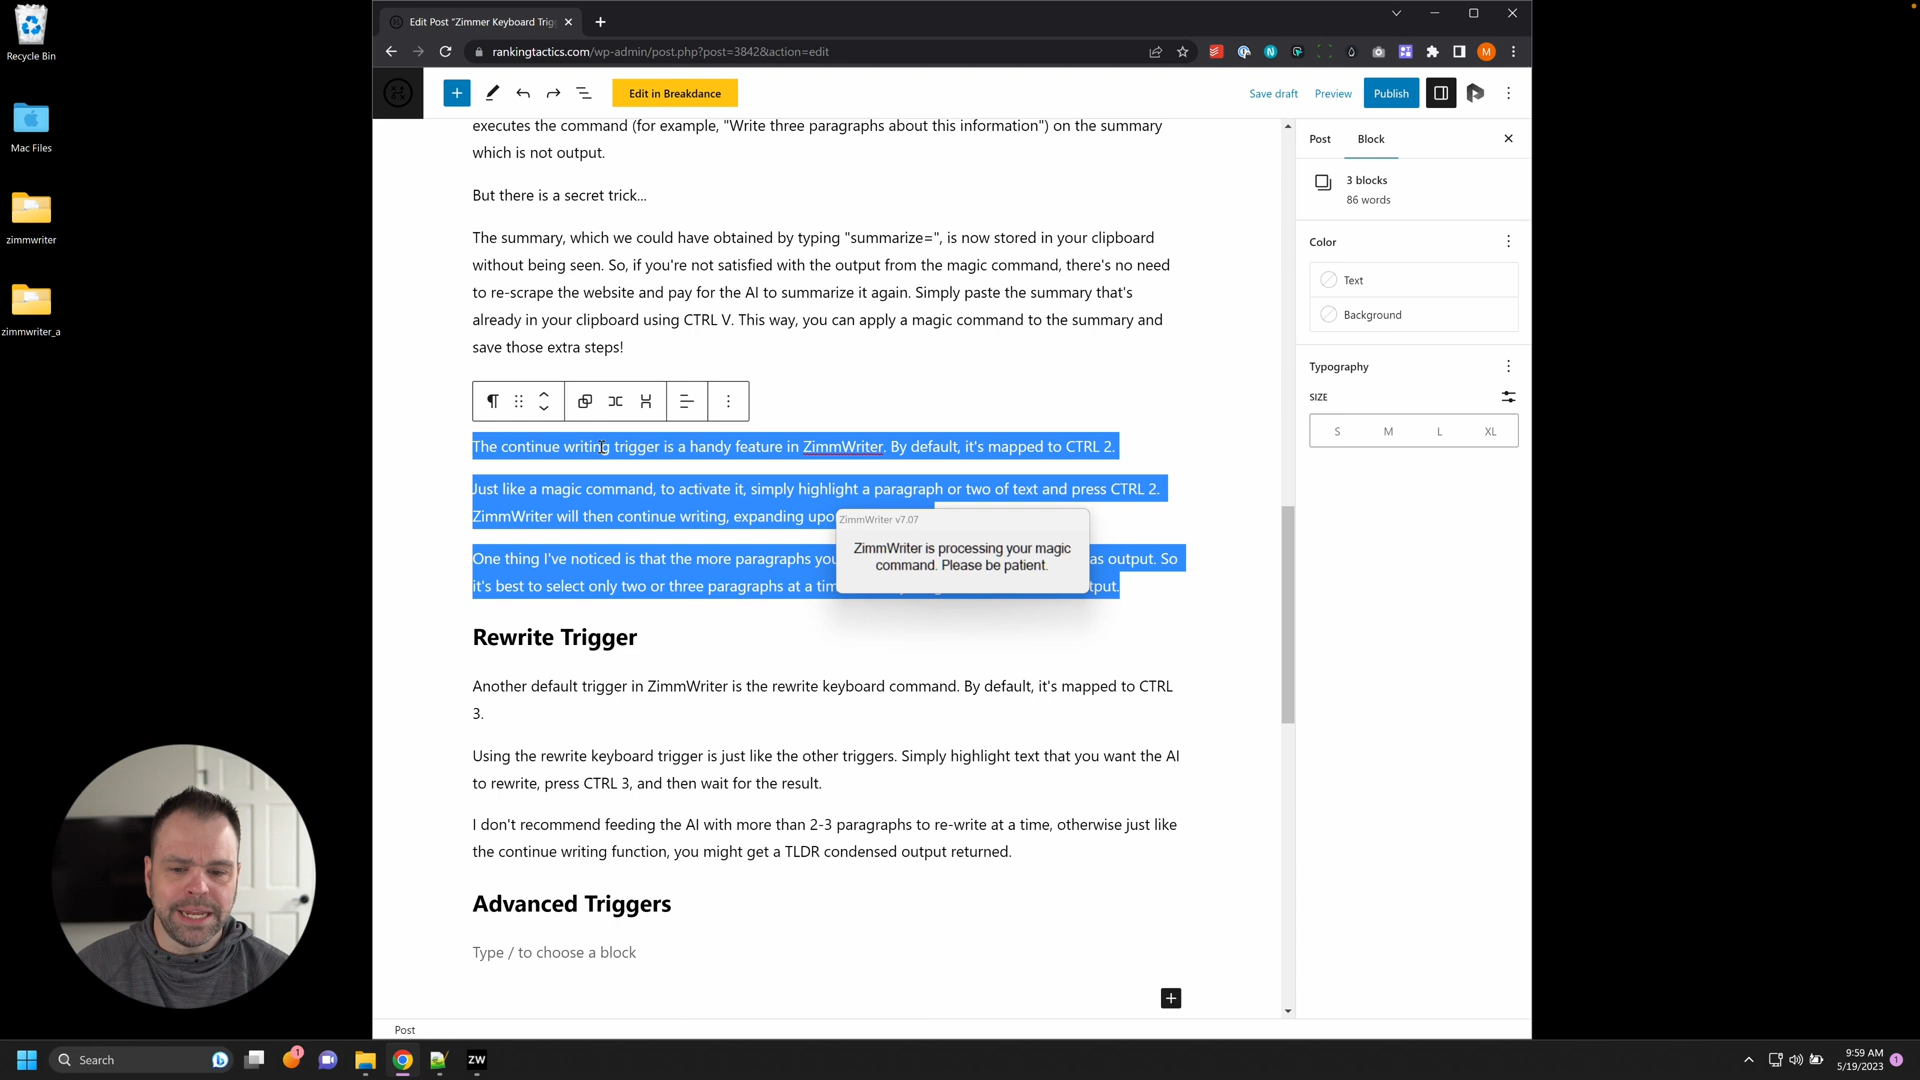 Recycle Bin
Mac Files
zimmwriter
zimmwriter_a
Edit Post "Zimmer Keyboard Trig
rankingtactics.com/wp-admin/post.php?post=3842&action=edit
M
Edit in Breakdance
Save draft
Preview
Publish
executes the command (for example, "Write three paragraphs about this information") on the summary
which is not output.
But there is a secret trick...
The summary, which we could have obtained by typing "summarize=", is now stored in your clipboard
without being seen. So, if you're not satisfied with the output from the magic command, there's no need
to re-scrape the website and pay for the AI to summarize it again. Simply paste the summary that's
already in your clipboard using CTRL V. This way, you can apply a magic command to the summary and
save those extra steps!
The continue writing trigger is a handy feature in ZimmWriter. By default, it's mapped to CTRL 2.
Just like a magic command, to activate it, simply highlight a paragraph or two of text and press CTRL 2.
ZimmWriter will then continue writing, expanding upo
One thing I've noticed is that the more paragraphs you as output. So
it's best to select only two or three paragraphs at a tim tput.
ZimmWriter v7.07
ZimmWriter is processing your magic
command. Please be patient.
Rewrite Trigger
Another default trigger in ZimmWriter is the rewrite keyboard command. By default, it's mapped to CTRL
3.
Using the rewrite keyboard trigger is just like the other triggers. Simply highlight text that you want the AI
to rewrite, press CTRL 3, and then wait for the result.
I don't recommend feeding the AI with more than 2-3 paragraphs to re-write at a time, otherwise just like
the continue writing function, you might get a TLDR condensed output returned.
Advanced Triggers
Type / to choose a block
Post
Post
Block
3 blocks
86 words
Color
Text
Background
Typography
SIZE
S
M
L
XL
Search
1
ZW
9:59 AM
5/19/2023
1